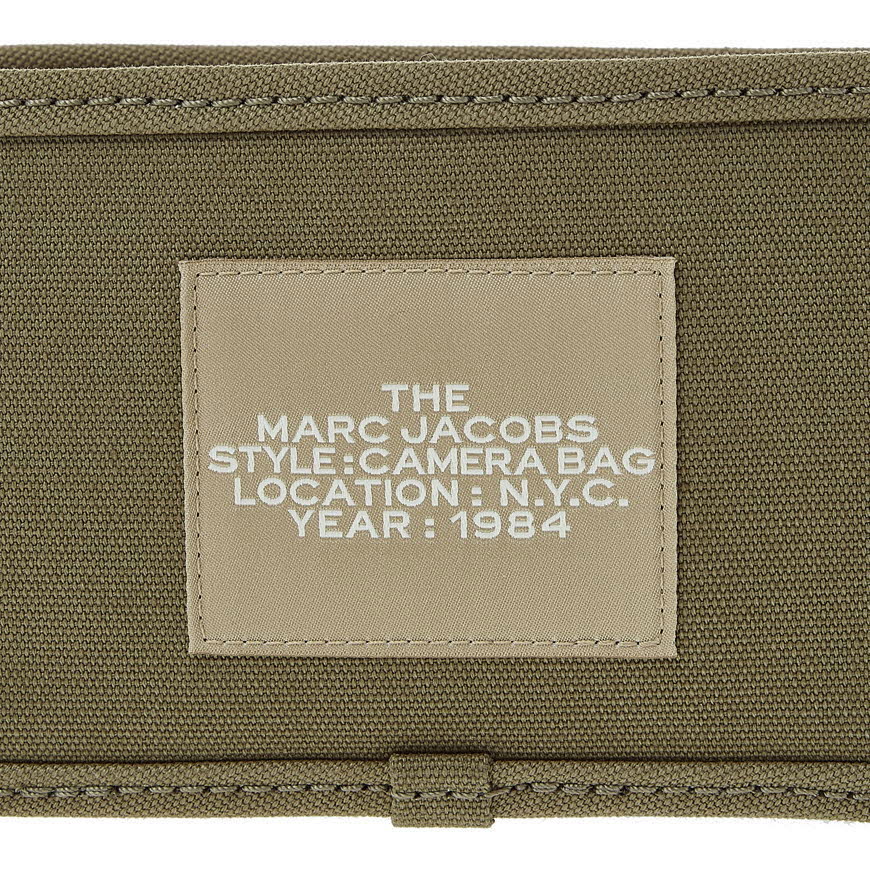 THE
MARC JACOBS
STYLE:CAMERA BAG
LOCATION : N.Y.C.
YEAR : 1984